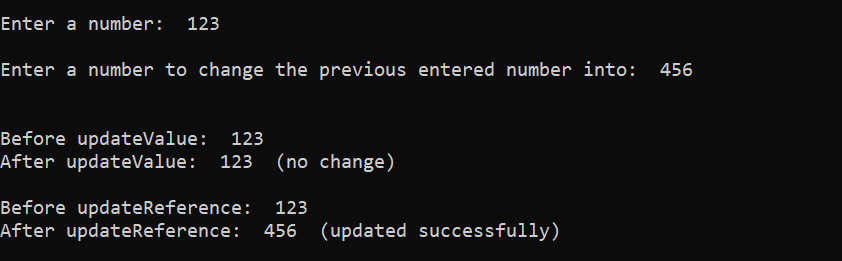 Enter a number:  123
Enter a number to change the previous entered number into:  456
Before updateValue:  123
After updateValue:  123  (no change)
Before updateReference:  123
After updateReference:  456  (updated successfully)